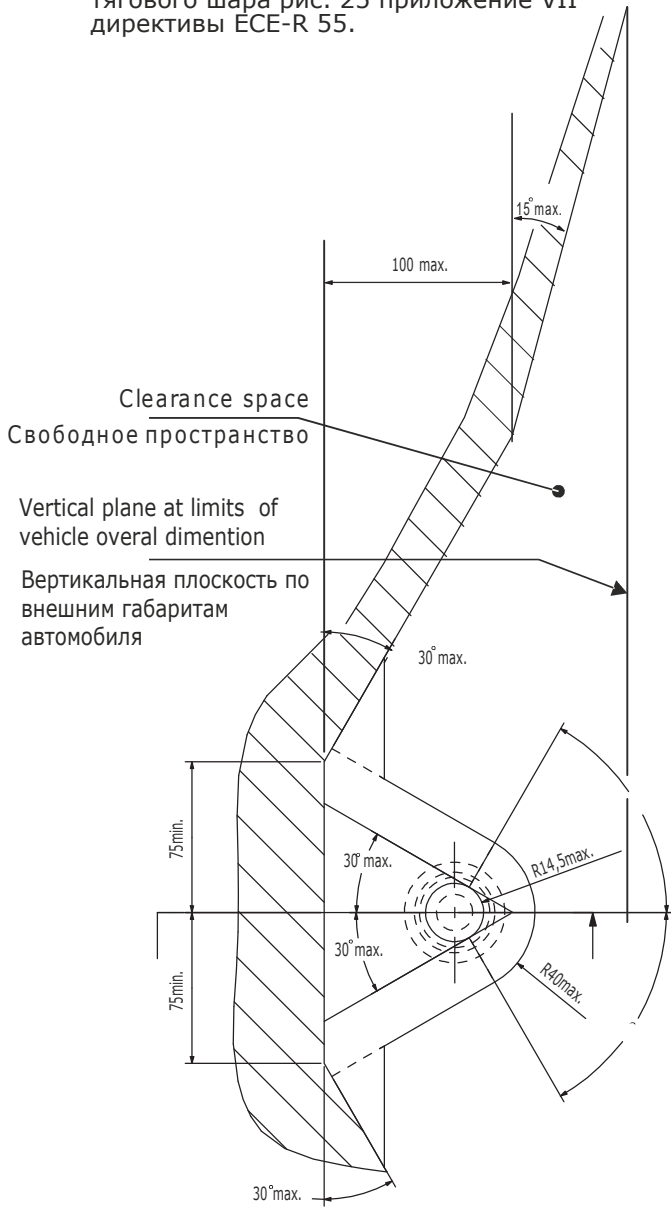 тягового шара рис. 25 приложение VII
директивы ECE-R 55.
15° max.
100 max.
Clearance space
Свободное пространство
Vertical plane at limits of
vehicle overal dimention
Вертикальная плоскость по
внешним габаритам
автомобиля
30° max.
75min.
30° max.
R14,5max.
30° max.
75min.
R40max.
30° max.